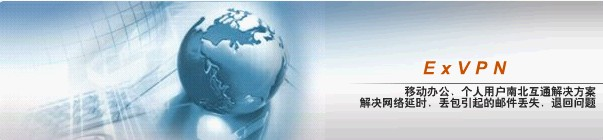 ExVPN
移动办公．个人用户南北互通解决方案
解决网络延时．丢包引起的邮件丢失．退回问题